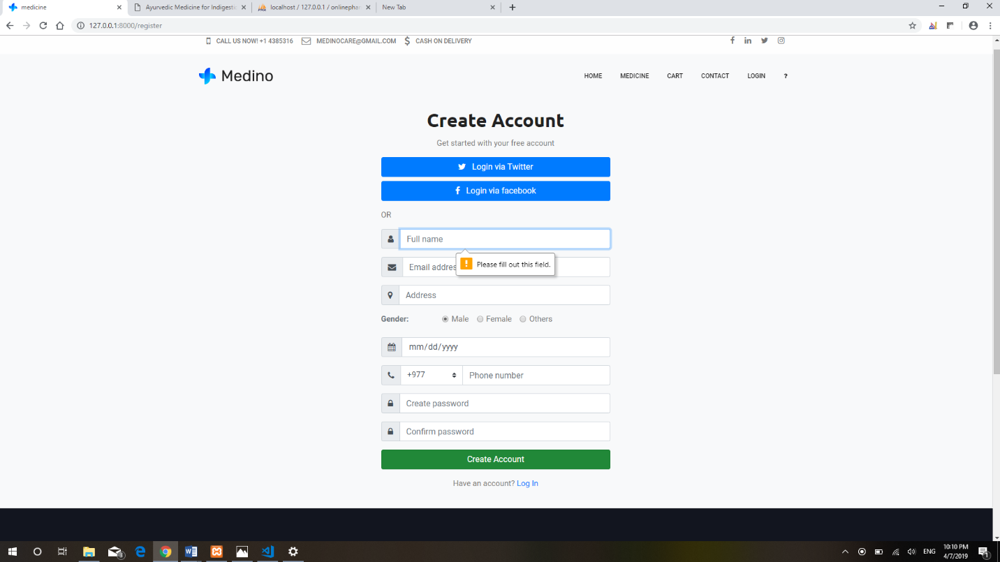 medicine
Ayurvedic Medicine for Indigesti
localhost / 127.0.0.1 / onlinepha
New Tab
127.0.0.1:8000/register
CALL US NOW! +1 4385316 MEDINOCARE@GMAIL.COM $ CASH ON DELIVERY
Medino
HOME MEDICINE CART CONTACT LOGIN ?
Create Account
Get started with your free account
Login via Twitter
Login via facebook
OR
Full name
Please fill out this field.
Email addres
Address
Gender: Male Female Others
mm/dd/yyyy
+977 Phone number
Create password
Confirm password
Create Account
Have an account? Log In
ENG
10:10 PM
4/7/2019